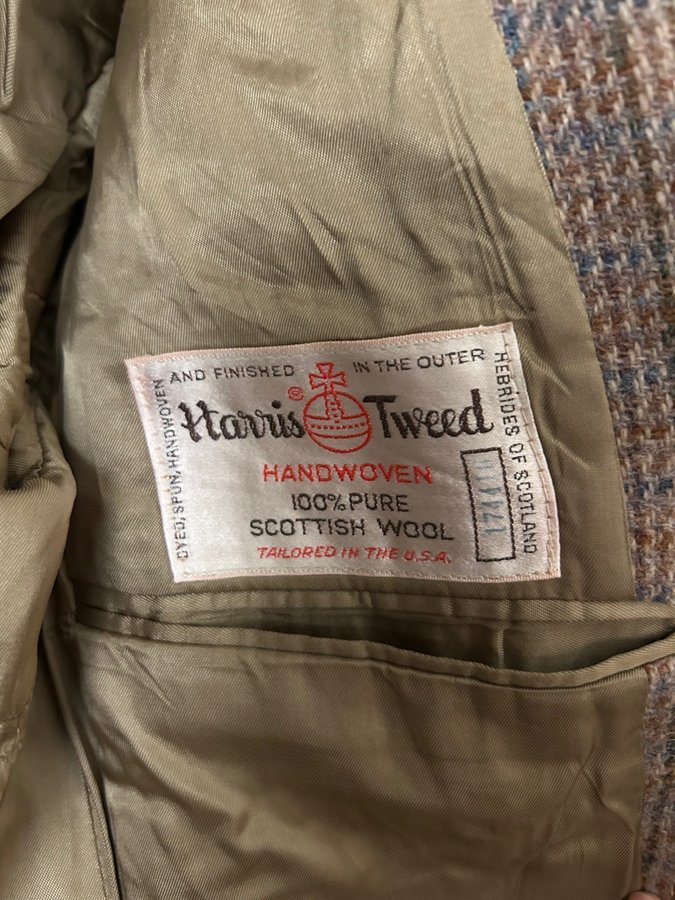 DYED, SPUN, HANDWOVEN
AND FINISHED IN THE OUTER
HEBRIDES OF SCOTLAND
Harris® Tweed
HANDWOVEN
100% PURE
SCOTTISH WOOL
TAILORED IN THE U.S.A.